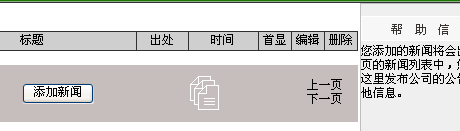 标题 出处 时间 首显 编辑 删除
添加新闻
上一页
下一页
帮 助 信
您添加的新闻将会
页的新闻列表中，
这里发布公司的公
他信息。